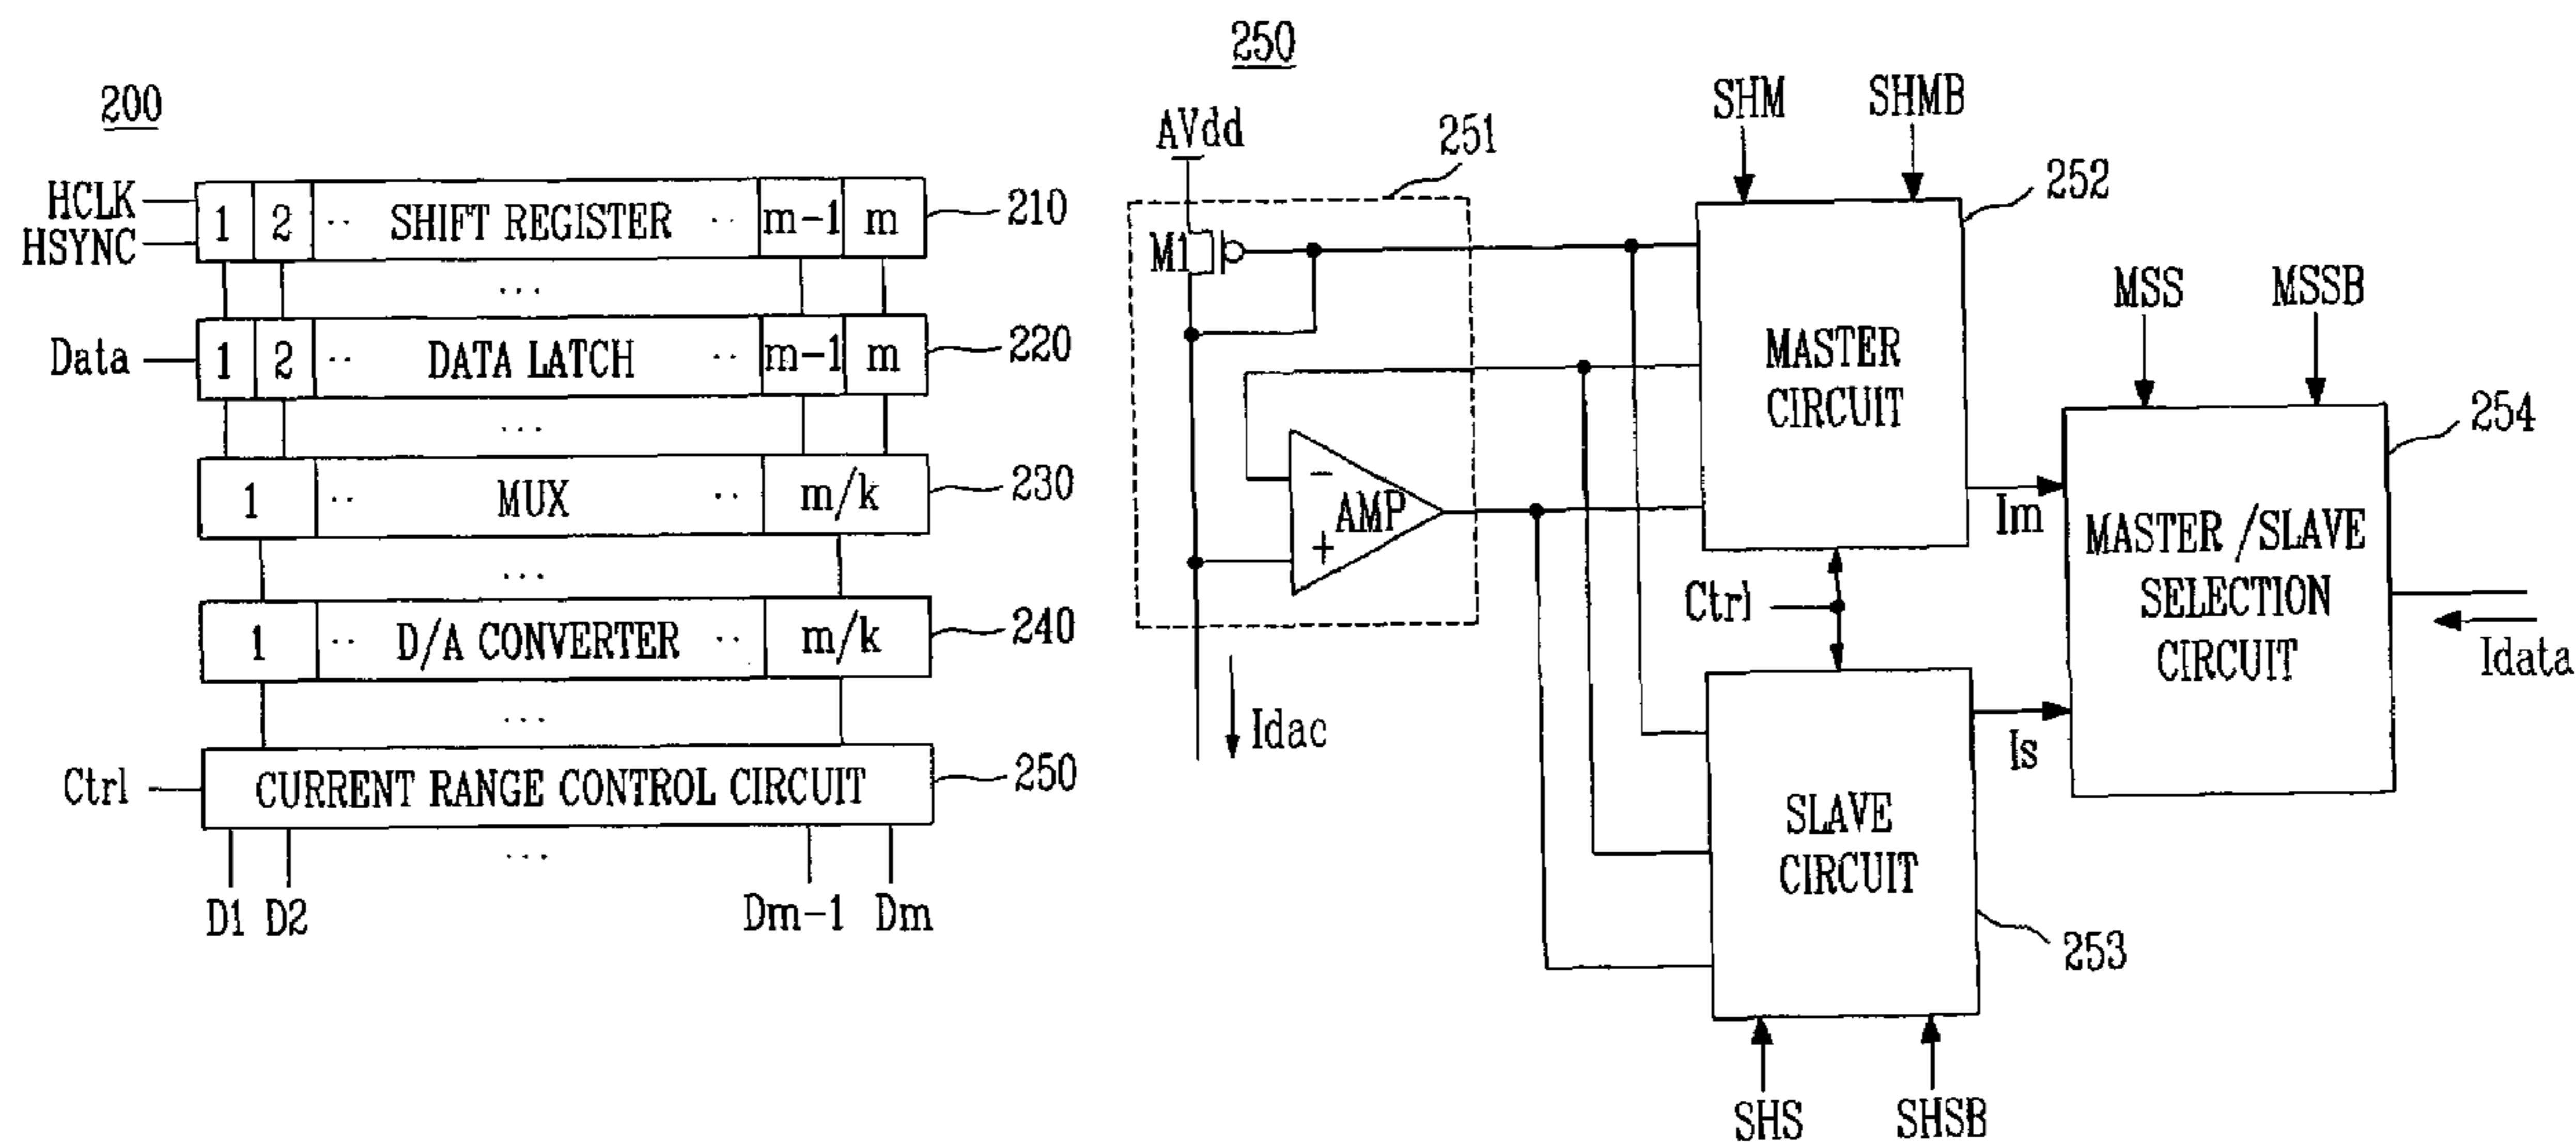 200
HCLK
HSYNC
1 2 ·· SHIFT REGISTER ·· m-1 m
210
...
Data
1 2 ·· DATA LATCH ·· m-1 m
220
...
1 ·· MUX ·· m/k
230
...
1 ·· D/A CONVERTER ·· m/k
240
...
Ctrl
CURRENT RANGE CONTROL CIRCUIT
250
...
D1 D2 Dm-1 Dm
250
AVdd
251
M1
−
AMP
+
Idac
SHM SHMB
252
MASTER
CIRCUIT
Im
Ctrl
SLAVE
CIRCUIT
Is
253
SHS SHSB
MSS MSSB
254
MASTER /SLAVE
SELECTION
CIRCUIT
Idata